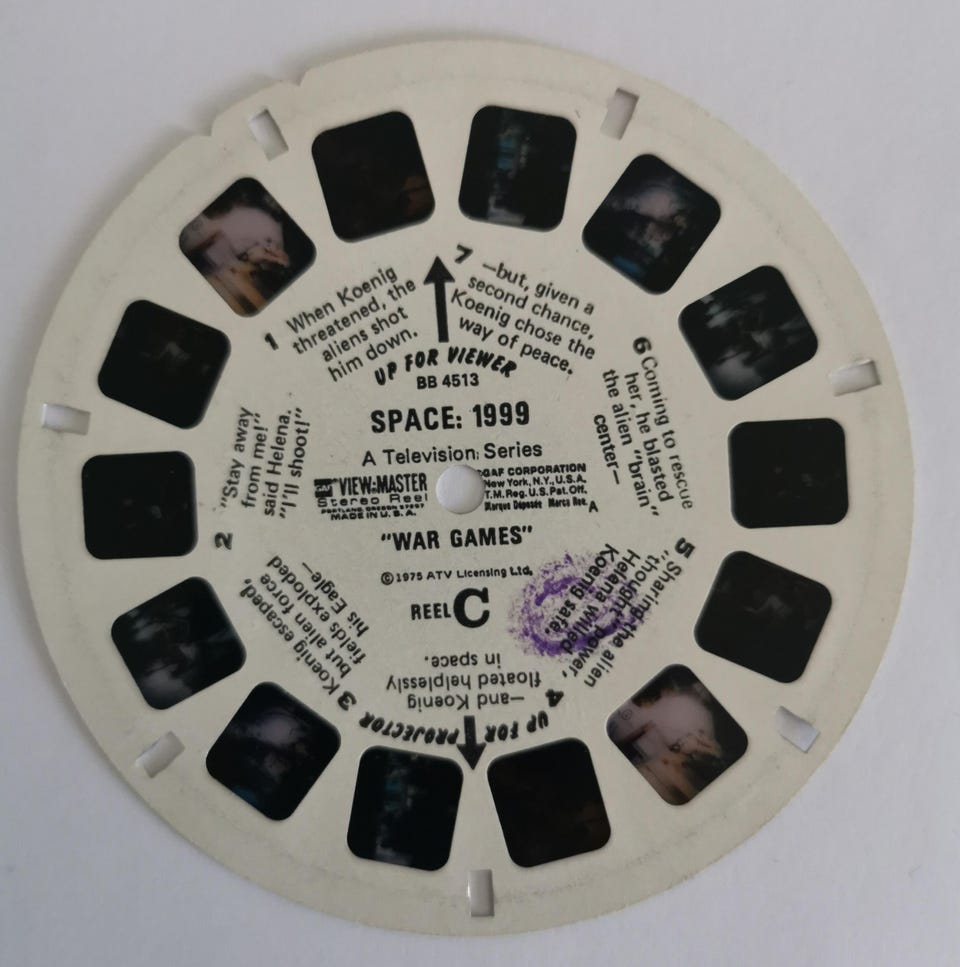 1 When Koenig
threatened, the
aliens shot
him down.
7 —but, given a
second chance,
Koenig chose the
way of peace.
UP FOR VIEWER
BB 4513
SPACE: 1999
A Television Series
GAF VIEW-MASTER
Stereo Reel
PORTLAND, OREGON 97207
MADE IN U.S.A.
GAF CORPORATION
New York, N.Y., U.S.A.
T.M. Reg. U.S. Pat. Off.
Marque Déposée Marca Reg.
A
"WAR GAMES"
©1975 ATV Licensing Ltd.
REEL C
2 "Stay away
from me!"
said Helena.
"I'll shoot!"
3 Koenig escaped,
but alien force
fields exploded
his Eagle—
4 —and Koenig
floated helplessly
in space.
5 Sharing the alien
"thought power,"
Helena willed
Koenig safe.
6 Coming to rescue
her, he blasted
the alien "brain"
center—
UP FOR PROJECTOR